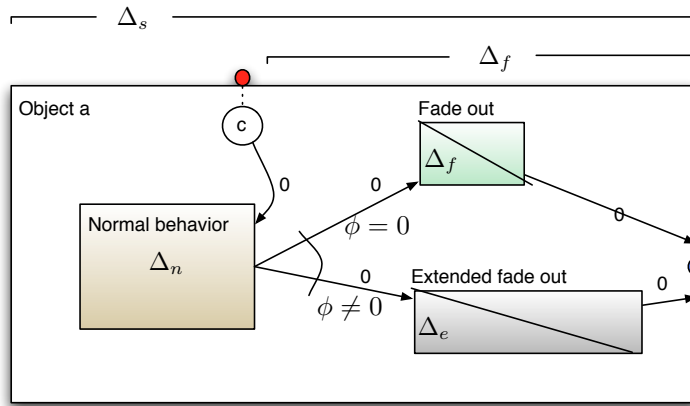 Δs
Δf
Object a
c
Fade out
Δf
0
0
Normal behavior
Δn
ϕ = 0
0
0
Extended fade out
0
ϕ ≠ 0
Δe